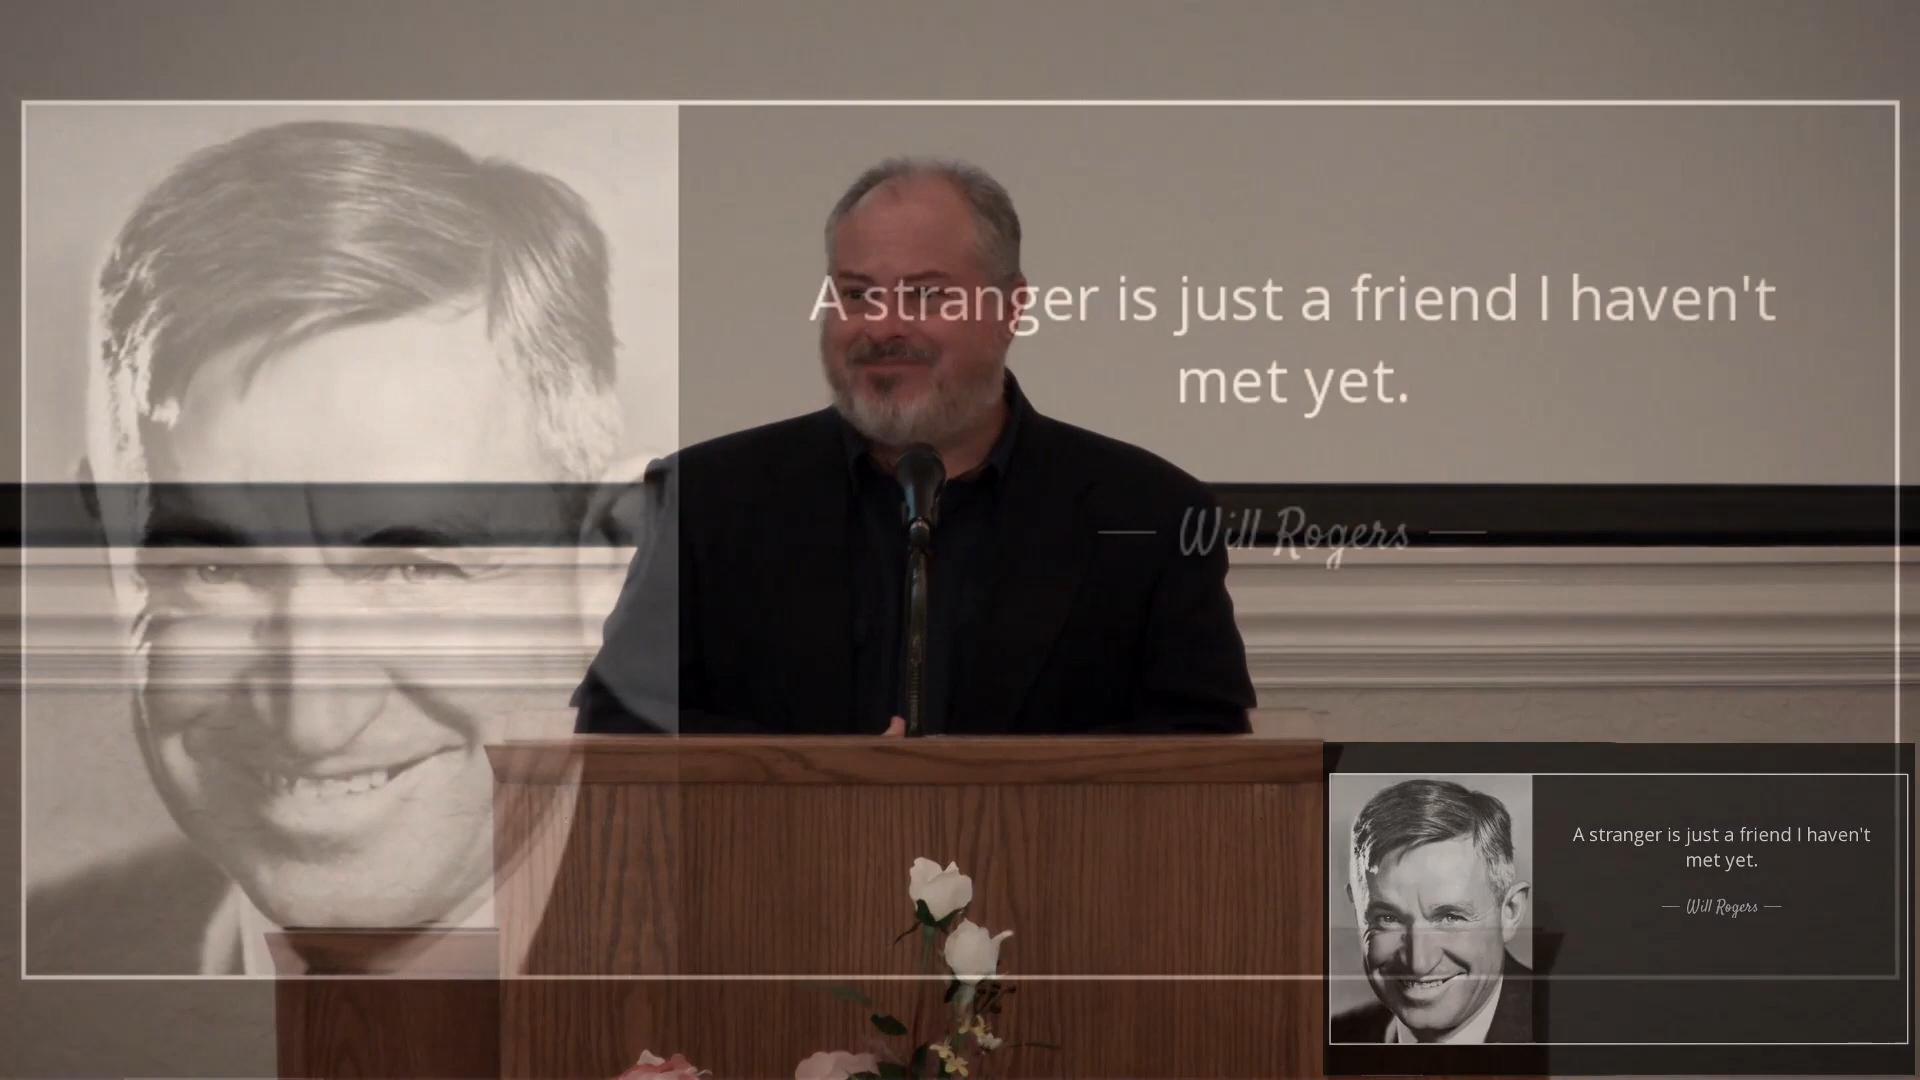 A stranger is just a friend I haven't
met yet.
Will Rogers
A stranger is just a friend I haven't
met yet.
Will Rogers